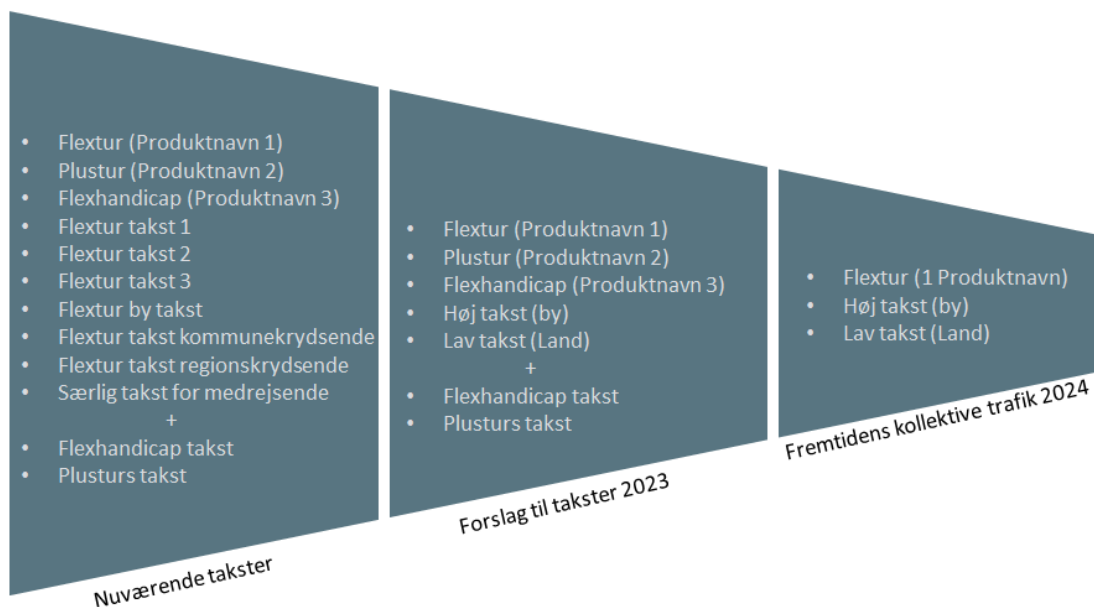 • Flextur (Produktnavn 1)
• Plustur (Produktnavn 2)
• Flexhandicap (Produktnavn 3)
• Flextur takst 1
• Flextur takst 2
• Flextur takst 3
• Flextur by takst
• Flextur takst kommunekrydsende
• Flextur takst regionskrydsende
• Særlig takst for medrejsende
+
• Flexhandicap takst
• Plusturs takst
Nuværende takster
• Flextur (Produktnavn 1)
• Plustur (Produktnavn 2)
• Flexhandicap (Produktnavn 3)
• Høj takst (by)
• Lav takst (Land)
+
• Flexhandicap takst
• Plusturs takst
Forslag til takster 2023
• Flextur (1 Produktnavn)
• Høj takst (by)
• Lav takst (Land)
Fremtidens kollektive trafik 2024